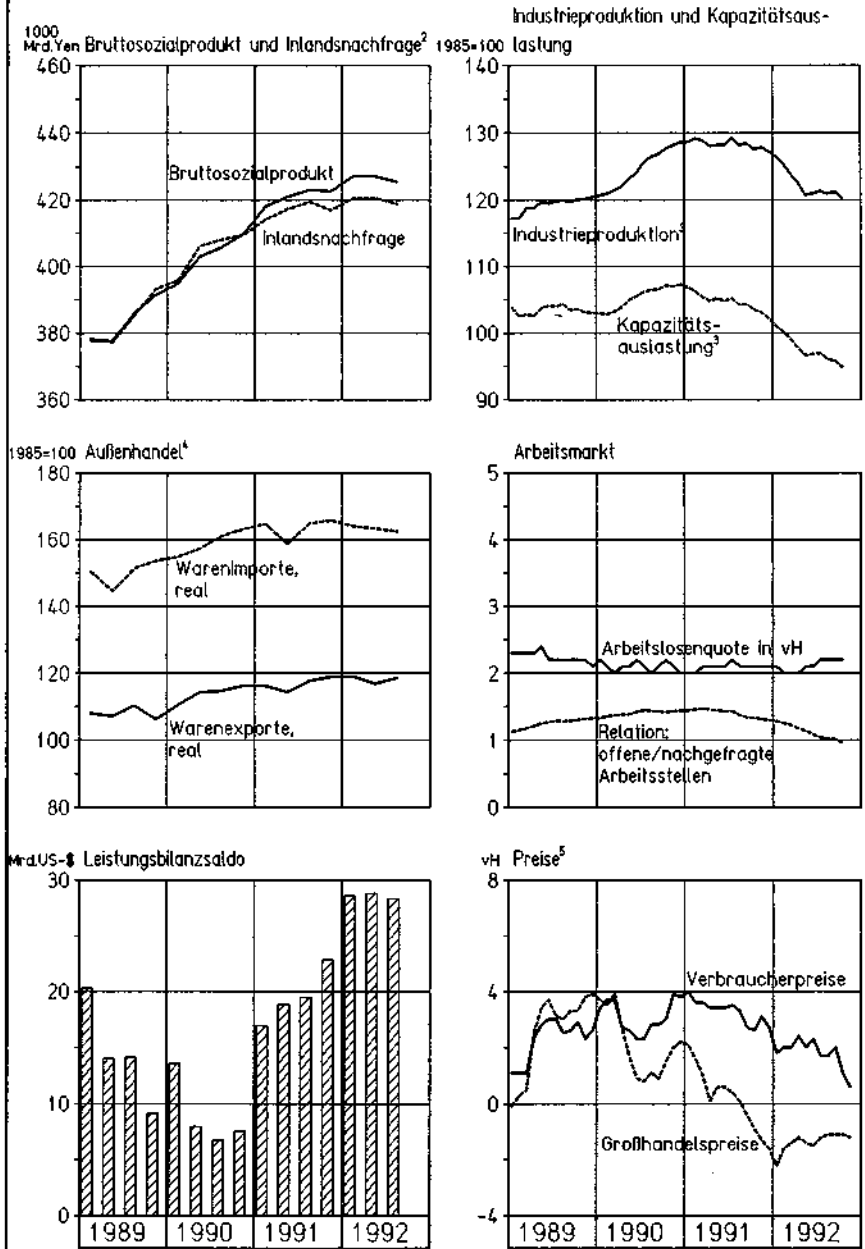 Industrieproduktion und Kapazitätsaus-
1000
Mrd.Yen Bruttosozialprodukt und Inlandsnachfrage² 1985=100 lastung
460
440
420
400
380
360
Bruttosozialprodukt
Inlandsnachfrage
140
130
120
110
100
90
Industrieproduktion³
Kapazitäts-
auslastung³
1985=100 Außenhandel⁴
180
160
140
120
100
80
Warenimporte,
real
Warenexporte,
real
Arbeitsmarkt
5
4
3
2
1
0
Arbeitslosenquote in vH
Relation:
offene/nachgefragte
Arbeitsstellen
Mrd.US-$ Leistungsbilanzsaldo
30
20
10
0
1989 1990 1991 1992
vH Preise⁵
8
4
0
-4
Verbraucherpreise
Großhandelspreise
1989 1990 1991 1992